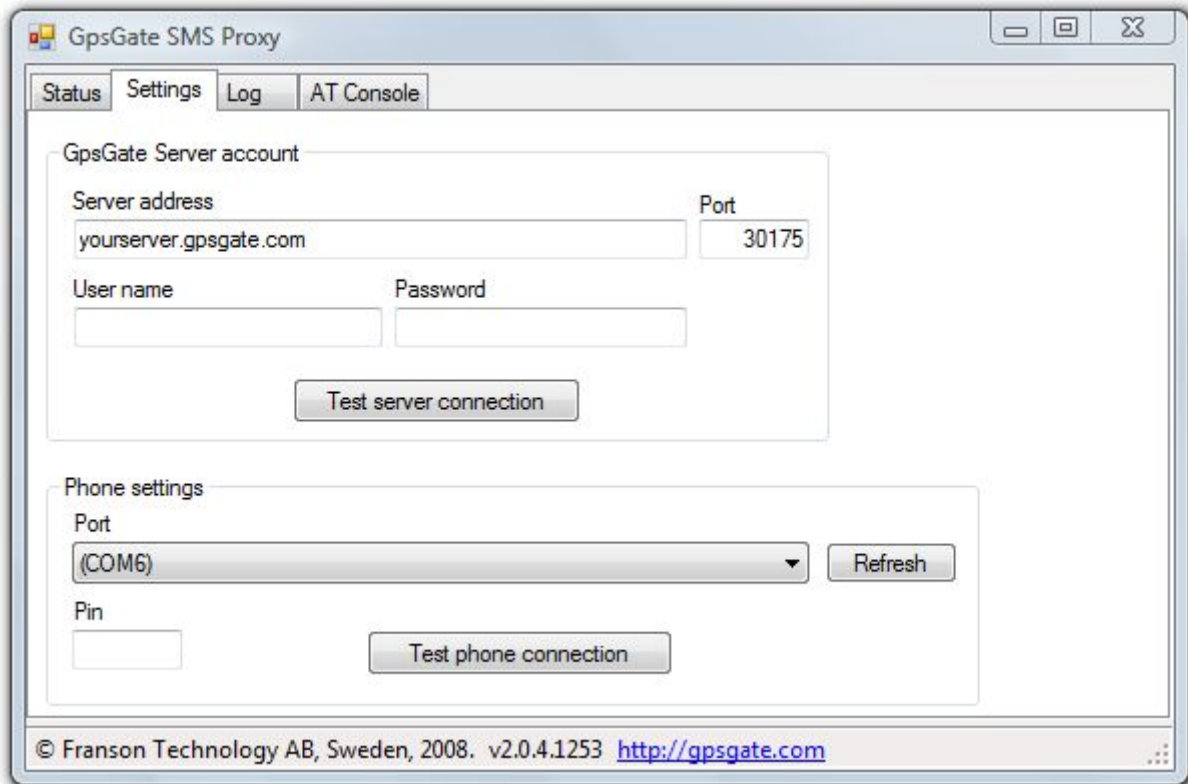 GpsGate SMS Proxy
Status Settings Log AT Console
GpsGate Server account
Server address Port
yourserver.gpsgate.com 30175
User name Password
Test server connection
Phone settings
Port
(COM6) Refresh
Pin
Test phone connection
© Franson Technology AB, Sweden, 2008. v2.0.4.1253 http://gpsgate.com